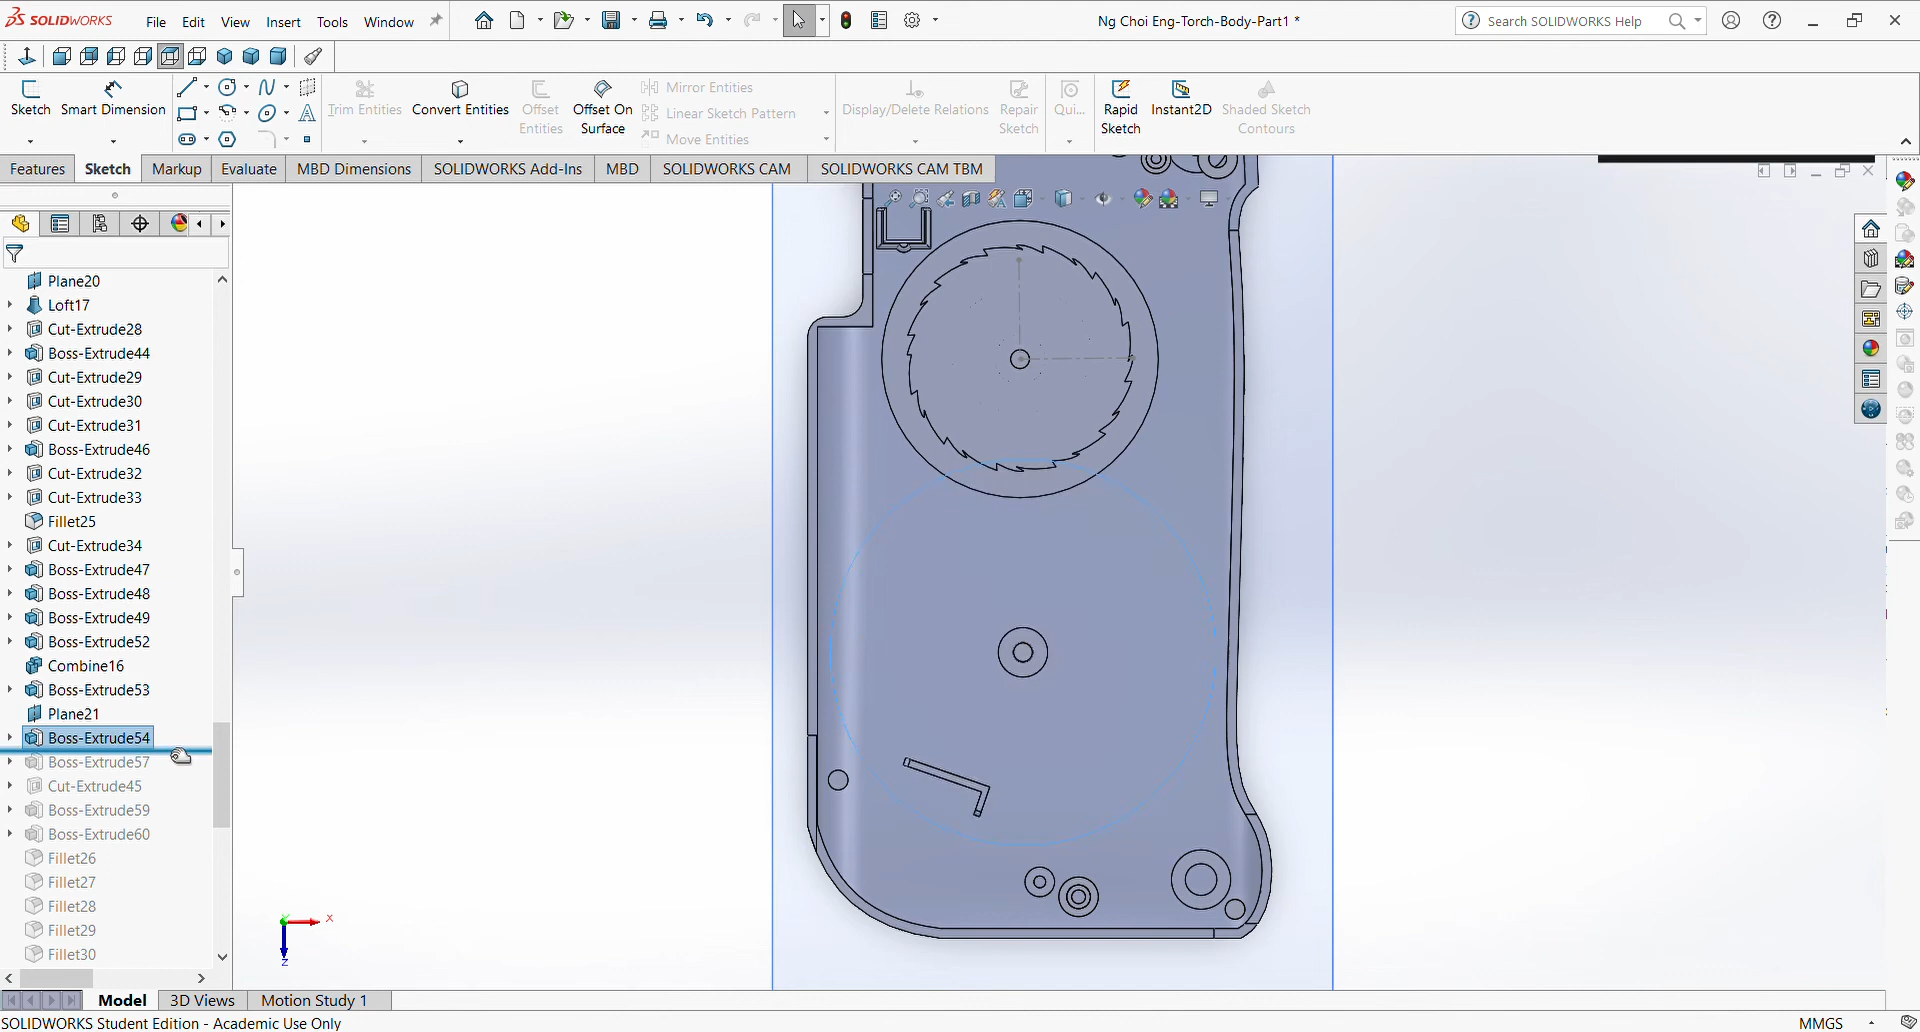 SOLIDWORKS File Edit View Insert Tools Window Ng Choi Eng-Torch-Body-Part1 * Search SOLIDWORKS Help
Sketch Smart Dimension Trim Entities Convert Entities Offset Entities Offset On Surface Mirror Entities Display/Delete Relations Repair Sketch Qui... Rapid Sketch Instant2D Shaded Sketch Contours
Linear Sketch Pattern
Move Entities
Features Sketch Markup Evaluate MBD Dimensions SOLIDWORKS Add-Ins MBD SOLIDWORKS CAM SOLIDWORKS CAM TBM
Plane20
Loft17
Cut-Extrude28
Boss-Extrude44
Cut-Extrude29
Cut-Extrude30
Cut-Extrude31
Boss-Extrude46
Cut-Extrude32
Cut-Extrude33
Fillet25
Cut-Extrude34
Boss-Extrude47
Boss-Extrude48
Boss-Extrude49
Boss-Extrude52
Combine16
Boss-Extrude53
Plane21
Boss-Extrude54
Boss-Extrude57
Cut-Extrude45
Boss-Extrude59
Boss-Extrude60
Fillet26
Fillet27
Fillet28
Fillet29
Fillet30
X
Z
Model 3D Views Motion Study 1
SOLIDWORKS Student Edition - Academic Use Only MMGS